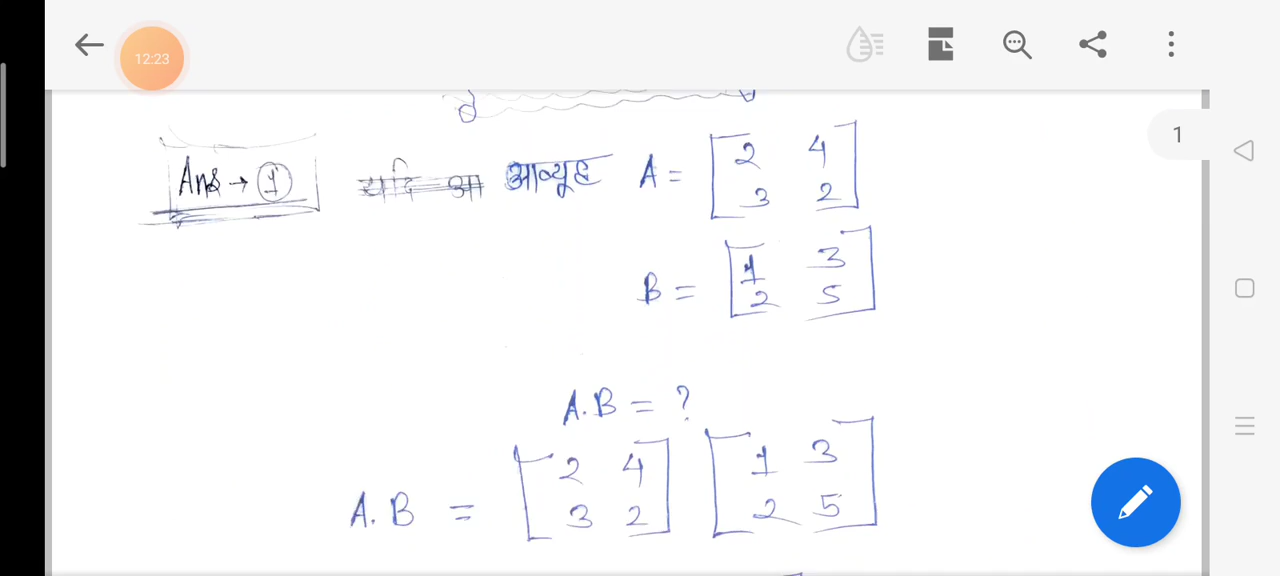 12:23
1
Ans → ① यदि आ आव्यूह A = [2 4
3 2]
B = [1 3
2 5]
A.B = ?
A.B = [2 4
3 2] [1 3
2 5]